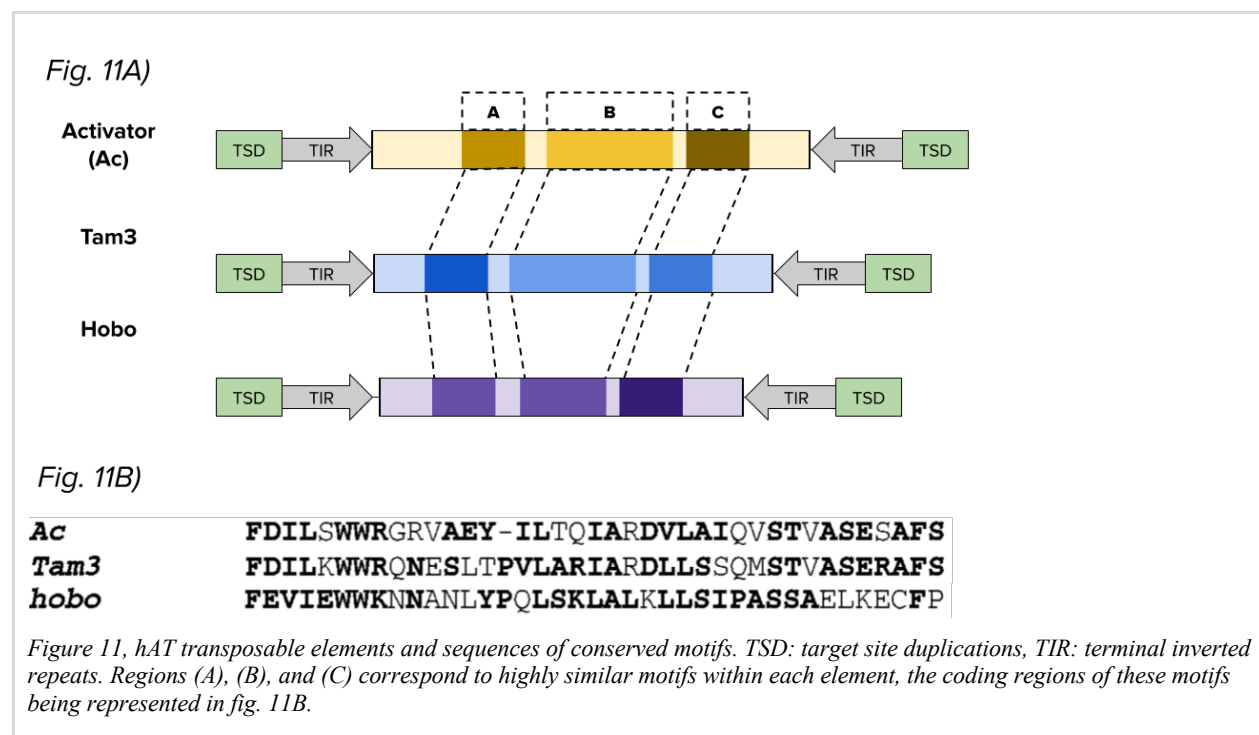 Fig. 11A)
A B C
Activator
(Ac)
TSD TIR TIR TSD
Tam3
TSD TIR TIR TSD
Hobo
TSD TIR TIR TSD
Fig. 11B)
Ac FDILSWWRGRVAEY-ILTQIARDVLAIQVSTVASESAFS
Tam3 FDILKWWRQNESLTPVLARIARDLLSSQMSTVASERAFS
hobo FEVIEWWKNNANLYPQLSKLALKLLSIPASSAELKECFP
Figure 11, hAT transposable elements and sequences of conserved motifs. TSD: target site duplications, TIR: terminal inverted
repeats. Regions (A), (B), and (C) correspond to highly similar motifs within each element, the coding regions of these motifs
being represented in fig. 11B.